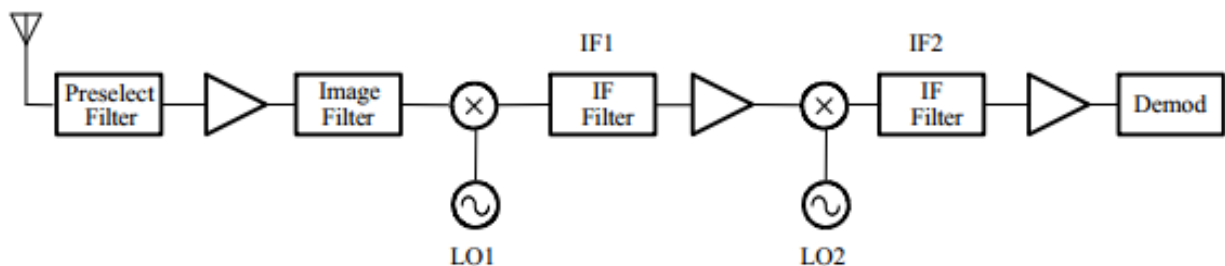 IF1
IF2
Preselect
Filter
Image
Filter
IF
Filter
IF
Filter
Demod
LO1
LO2